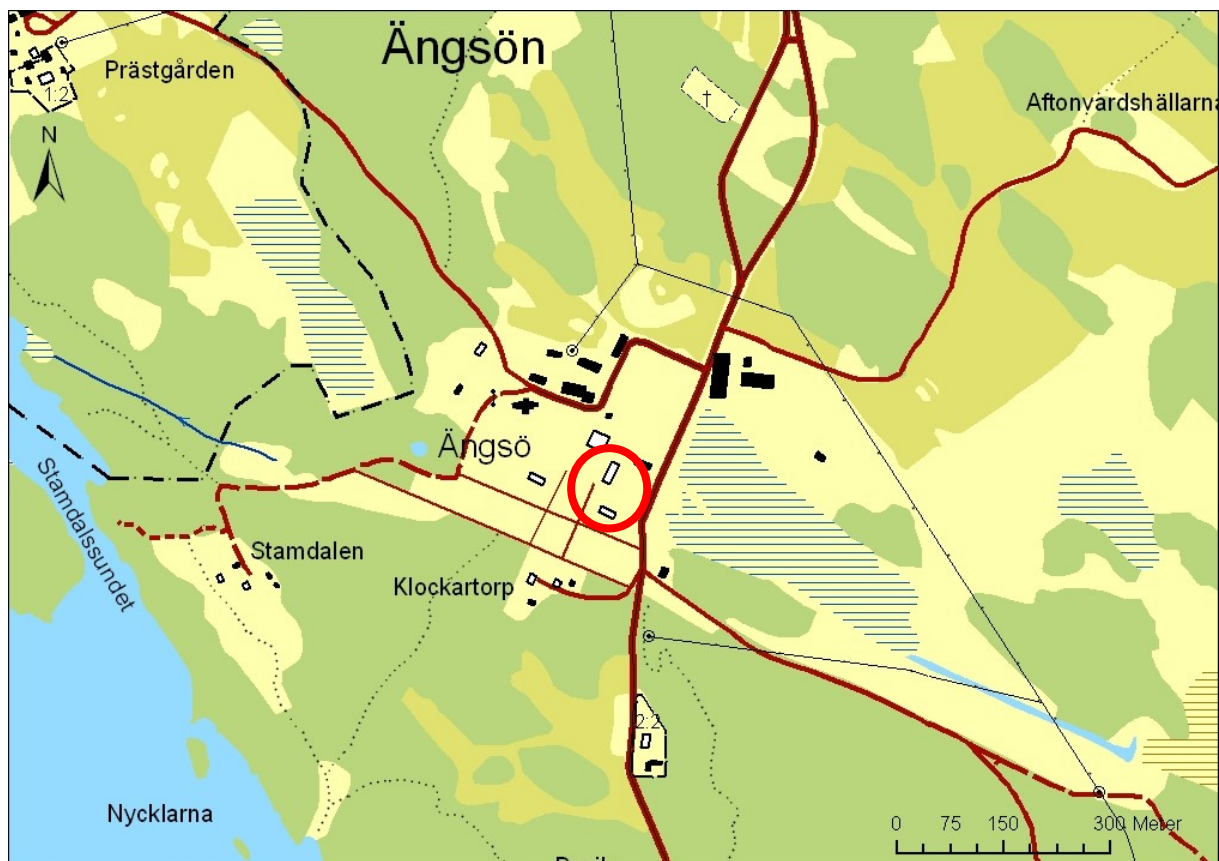 Ängsön
Prästgården
1:2
N
Aftonvardshällarna
Ängsö
Stamdalssundet
Stamdalen
Klockartorp
2:2
Nycklarna
0 75 150 300 Meter